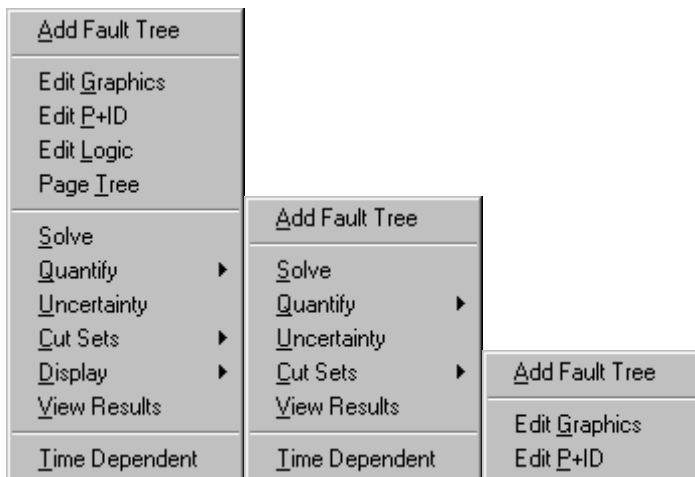 Add Fault Tree
Edit Graphics
Edit P+ID
Edit Logic
Page Tree
Solve
Quantify
Uncertainty
Cut Sets
Display
View Results
Time Dependent
Add Fault Tree
Solve
Quantify
Uncertainty
Cut Sets
View Results
Time Dependent
Add Fault Tree
Edit Graphics
Edit P+ID